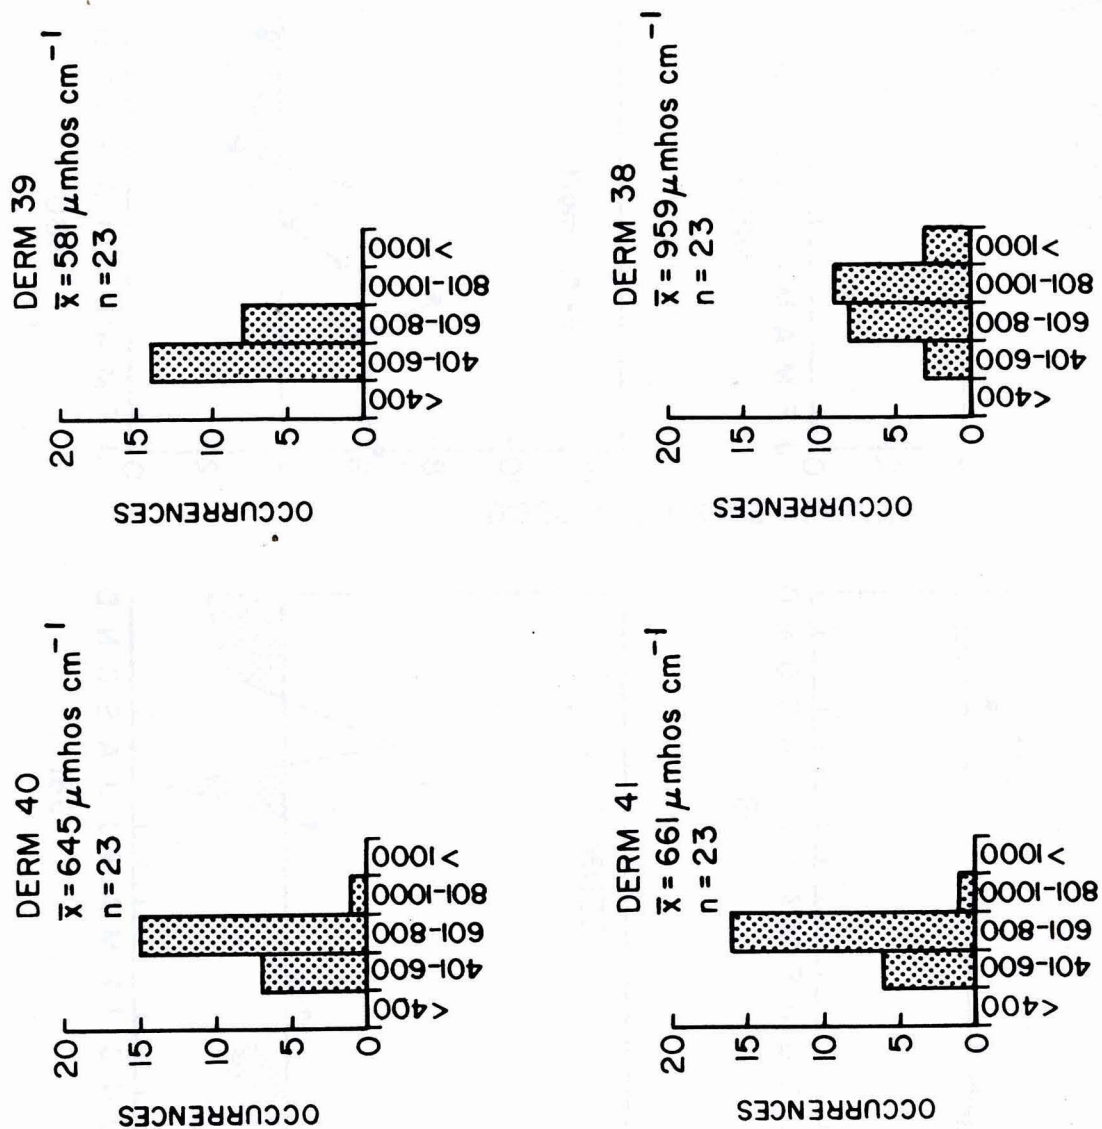 DERM 40
x̄ = 645 μmhos cm⁻¹
n = 23
OCCURRENCES
20
15
10
5
0
<400
401-600
601-800
801-1000
>1000
DERM 39
x̄ = 581 μmhos cm⁻¹
n = 23
OCCURRENCES
20
15
10
5
0
<400
401-600
601-800
801-1000
>1000
DERM 41
x̄ = 661 μmhos cm⁻¹
n = 23
OCCURRENCES
20
15
10
5
0
<400
401-600
601-800
801-1000
>1000
DERM 38
x̄ = 959 μmhos cm⁻¹
n = 23
OCCURRENCES
20
15
10
5
0
<400
401-600
601-800
801-1000
>1000